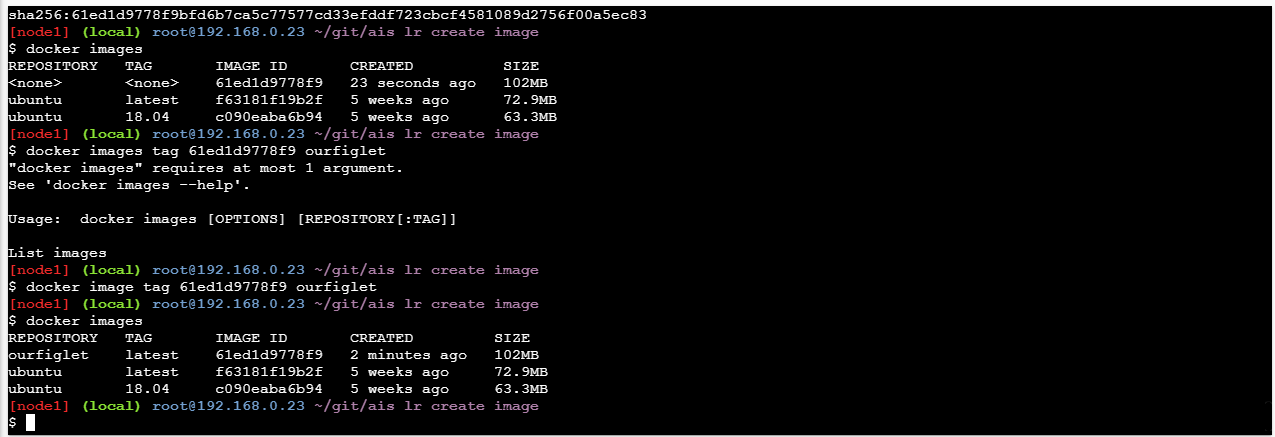 sha256:61ed1d9778f9bfd6b7ca5c77577cd33efddf723cbcf4581089d2756f00a5ec83
[node1] (local) root@192.168.0.23 ~/git/ais lr create image
$ docker images
REPOSITORY TAG IMAGE ID CREATED SIZE
<none> <none> 61ed1d9778f9 23 seconds ago 102MB
ubuntu latest f63181f19b2f 5 weeks ago 72.9MB
ubuntu 18.04 c090eaba6b94 5 weeks ago 63.3MB
[node1] (local) root@192.168.0.23 ~/git/ais lr create image
$ docker images tag 61ed1d9778f9 ourfiglet
"docker images" requires at most 1 argument.
See 'docker images --help'.
Usage: docker images [OPTIONS] [REPOSITORY[:TAG]]
List images
[node1] (local) root@192.168.0.23 ~/git/ais lr create image
$ docker image tag 61ed1d9778f9 ourfiglet
[node1] (local) root@192.168.0.23 ~/git/ais lr create image
$ docker images
REPOSITORY TAG IMAGE ID CREATED SIZE
ourfiglet latest 61ed1d9778f9 2 minutes ago 102MB
ubuntu latest f63181f19b2f 5 weeks ago 72.9MB
ubuntu 18.04 c090eaba6b94 5 weeks ago 63.3MB
[node1] (local) root@192.168.0.23 ~/git/ais lr create image
$